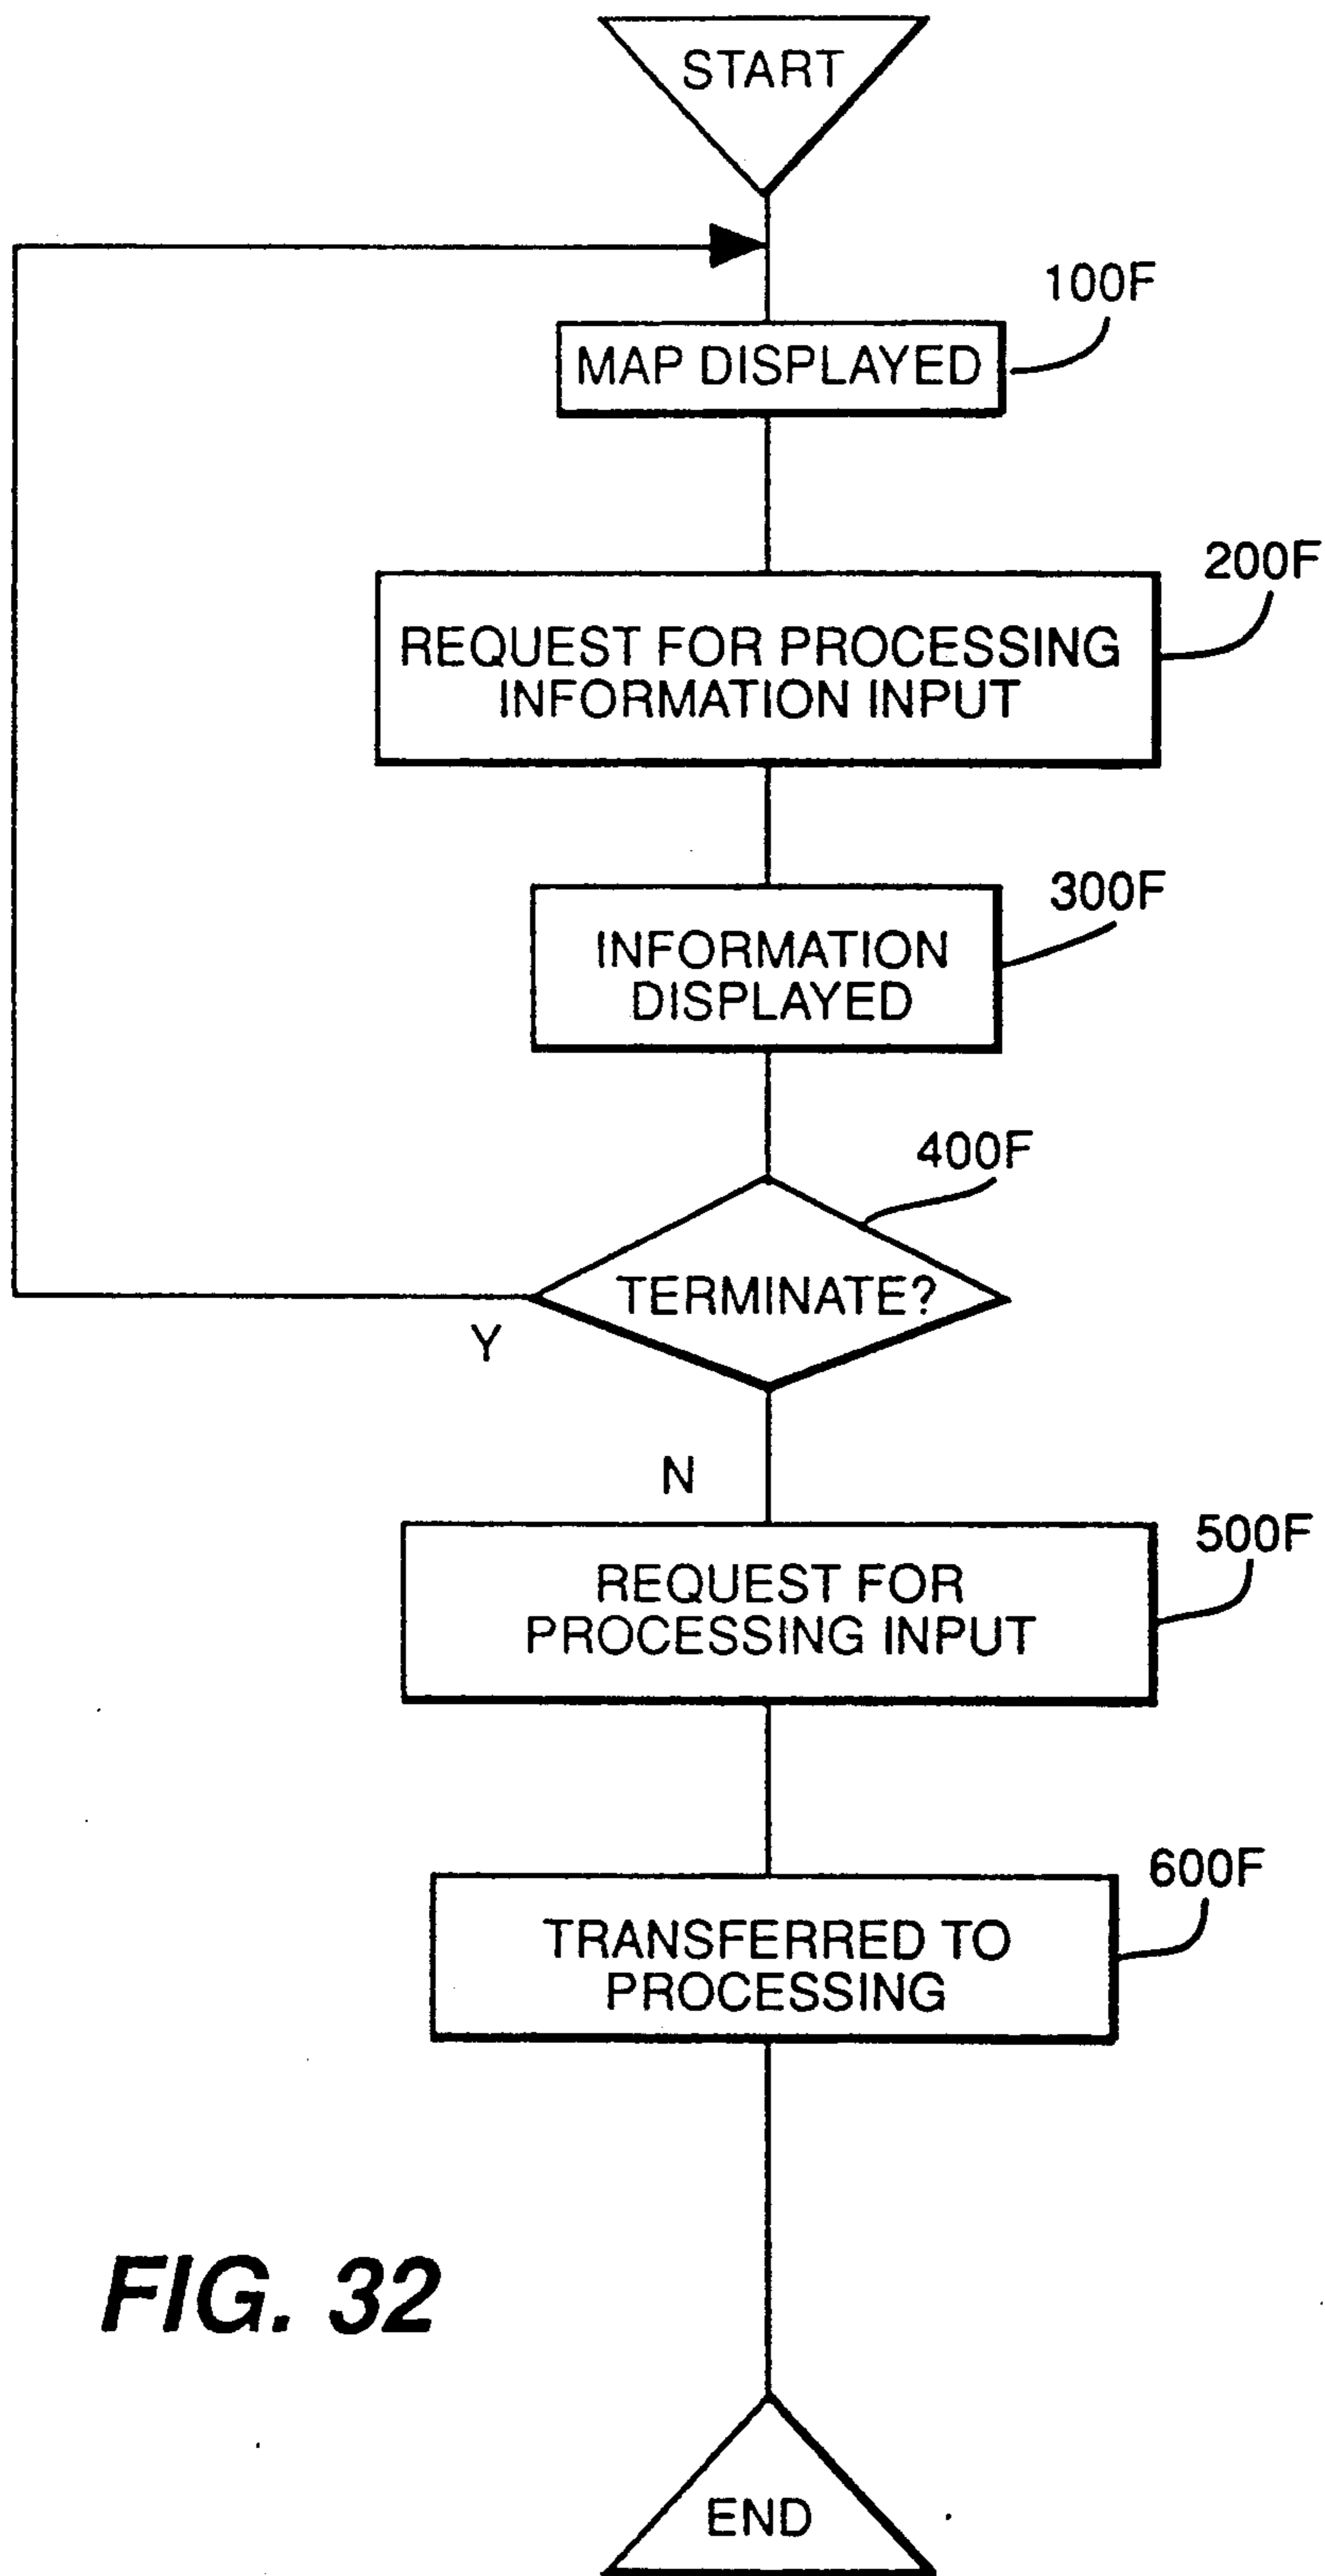 START
100F
MAP DISPLAYED
200F
REQUEST FOR PROCESSING
INFORMATION INPUT
300F
INFORMATION
DISPLAYED
400F
TERMINATE?
Y
N
500F
REQUEST FOR
PROCESSING INPUT
600F
TRANSFERRED TO
PROCESSING
FIG. 32
END